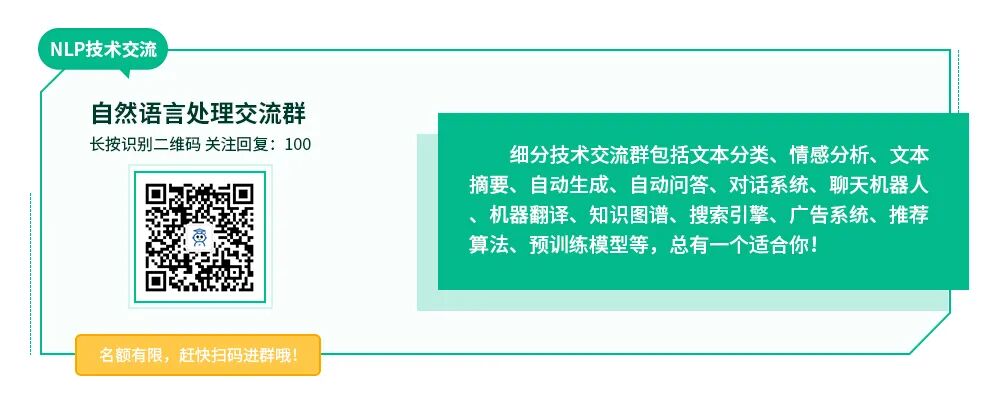 NLP技术交流
自然语言处理交流群
长按识别二维码 关注回复：100
细分技术交流群包括文本分类、情感分析、文本
摘要、自动生成、自动问答、对话系统、聊天机器人
、机器翻译、知识图谱、搜索引擎、广告系统、推荐
算法、预训练模型等，总有一个适合你！
名额有限，赶快扫码进群哦！